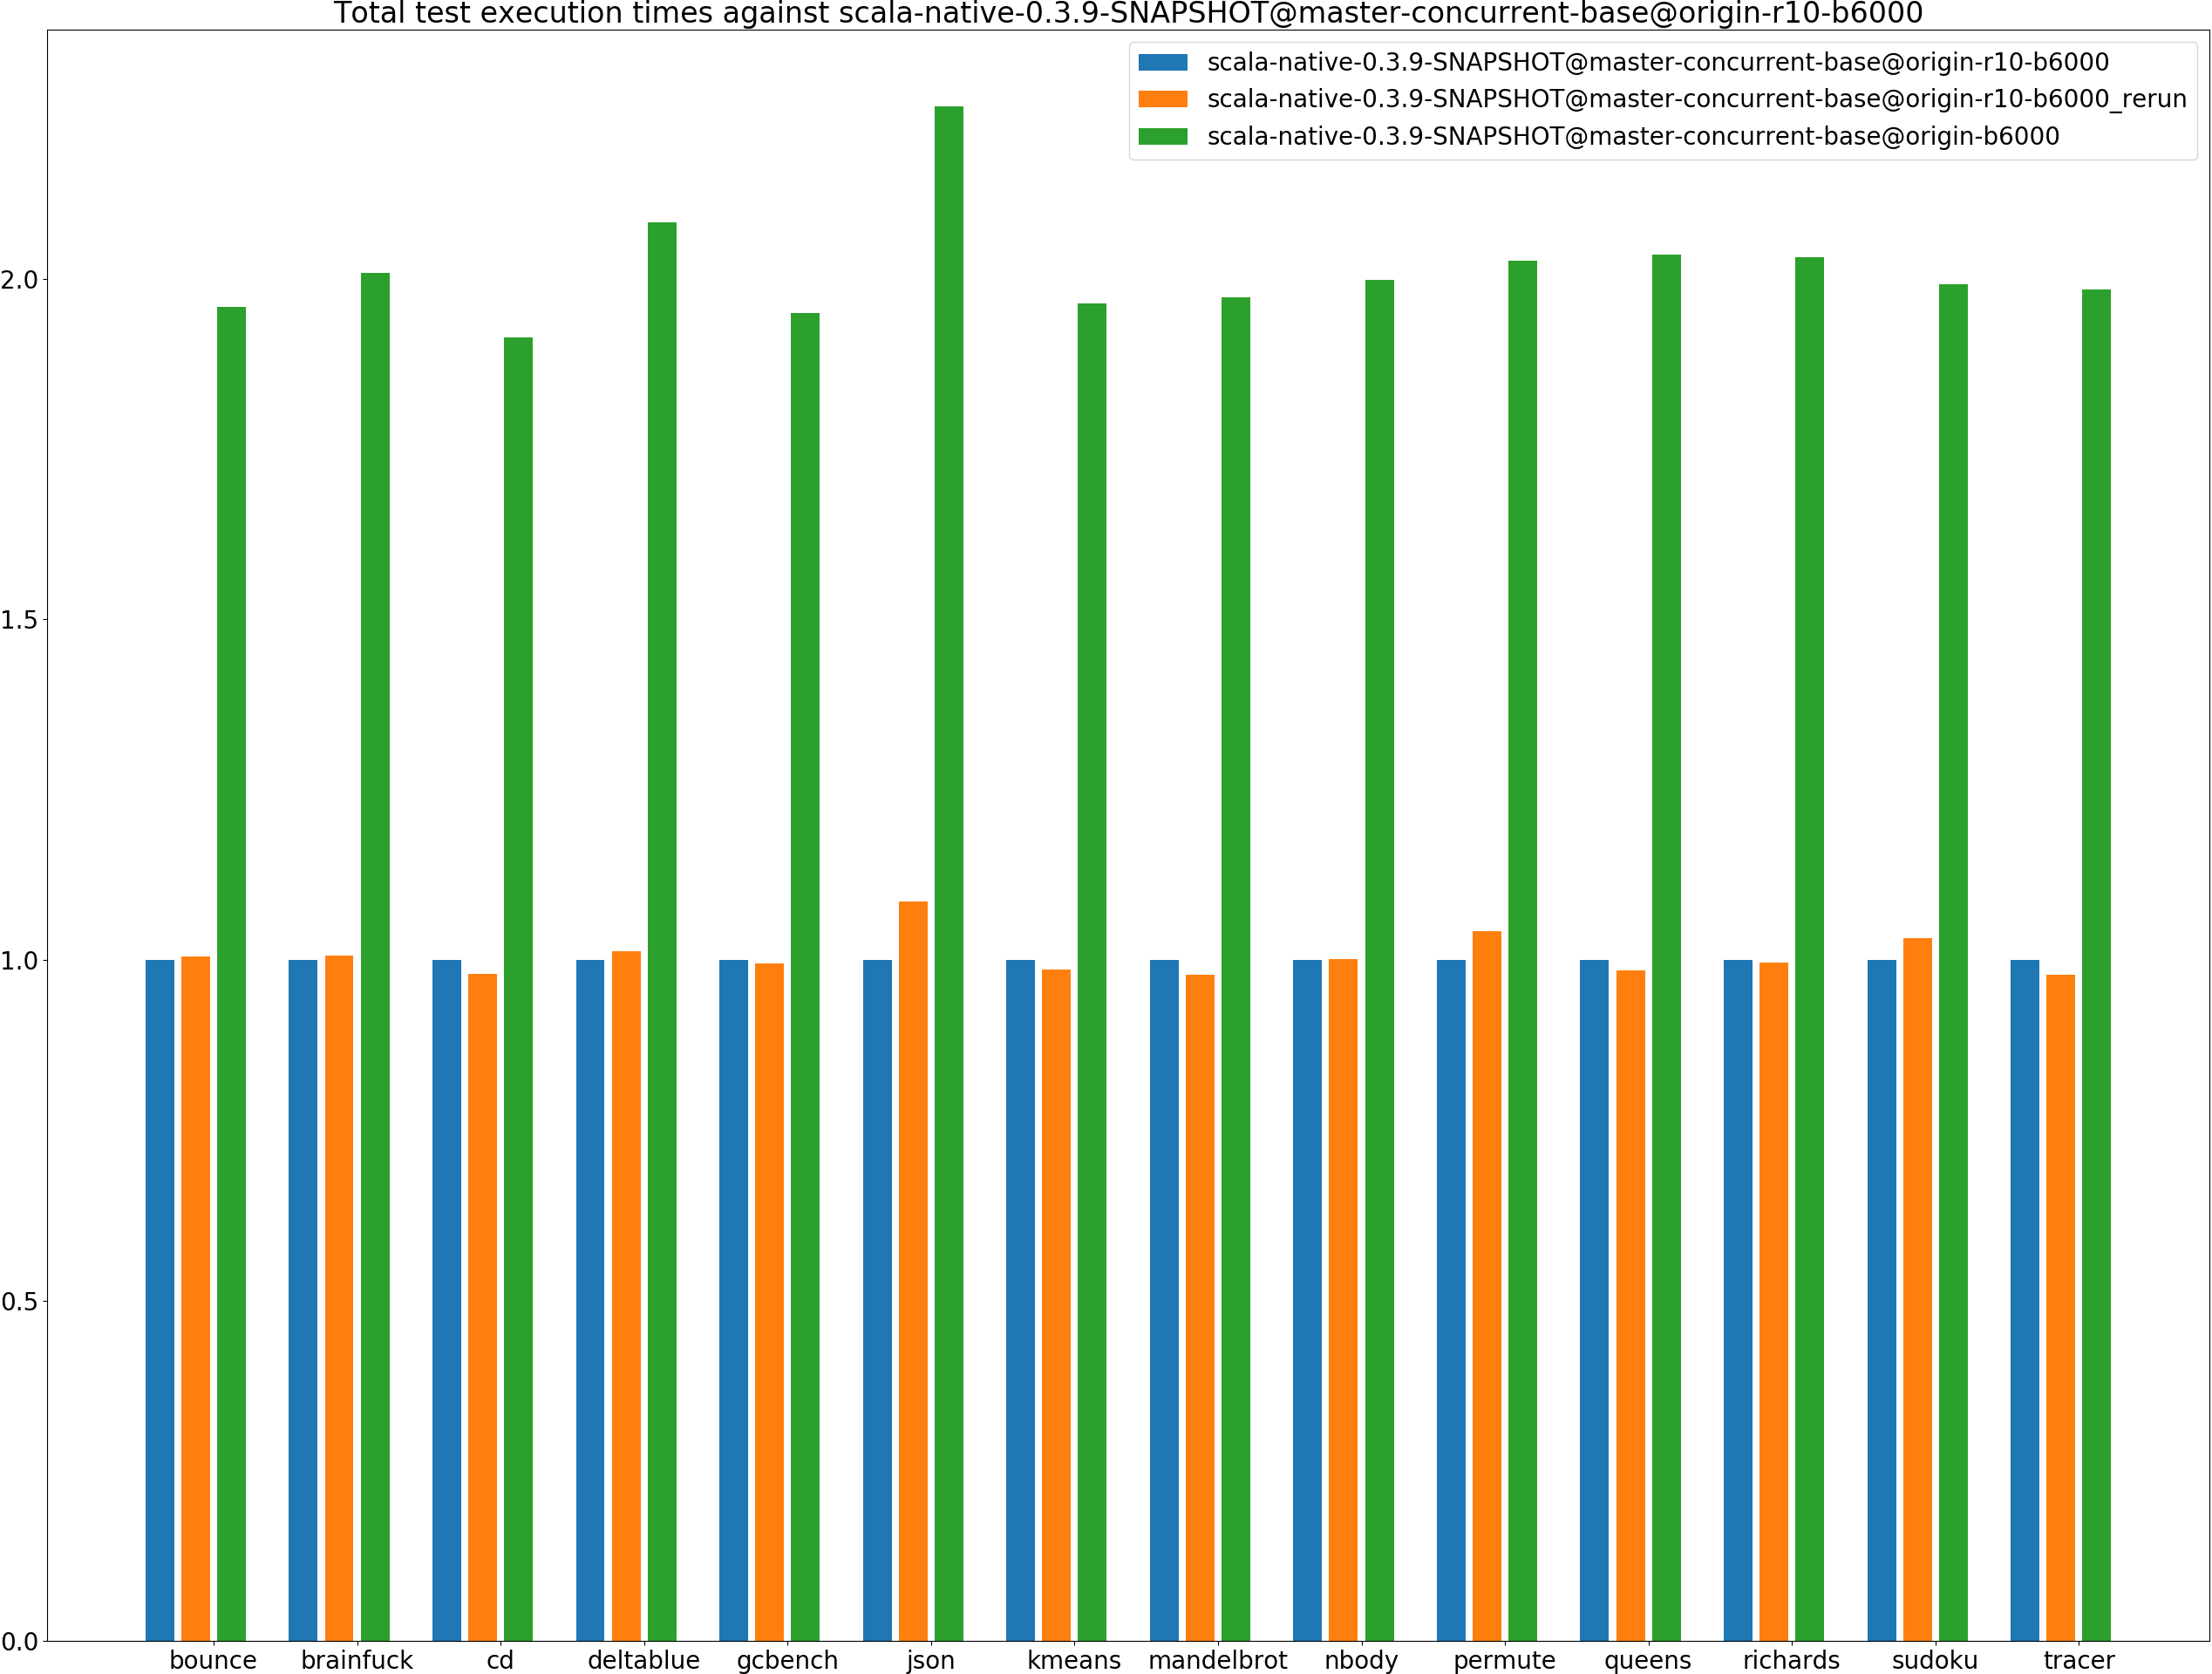 Total test execution times against scala-native-0.3.9-SNAPSHOT@master-concurrent-base@origin-r10-b6000
scala-native-0.3.9-SNAPSHOT@master-concurrent-base@origin-r10-b6000
scala-native-0.3.9-SNAPSHOT@master-concurrent-base@origin-r10-b6000_rerun
scala-native-0.3.9-SNAPSHOT@master-concurrent-base@origin-b6000
2.0
1.5
1.0
0.5
0.0
bounce brainfuck cd deltablue gcbench json kmeans mandelbrot nbody permute queens richards sudoku tracer